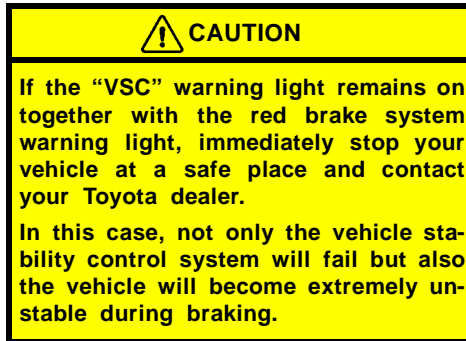 CAUTION
If the “VSC” warning light remains on
together with the red brake system
warning light, immediately stop your
vehicle at a safe place and contact
your Toyota dealer.
In this case, not only the vehicle sta-
bility control system will fail but also
the vehicle will become extremely un-
stable during braking.